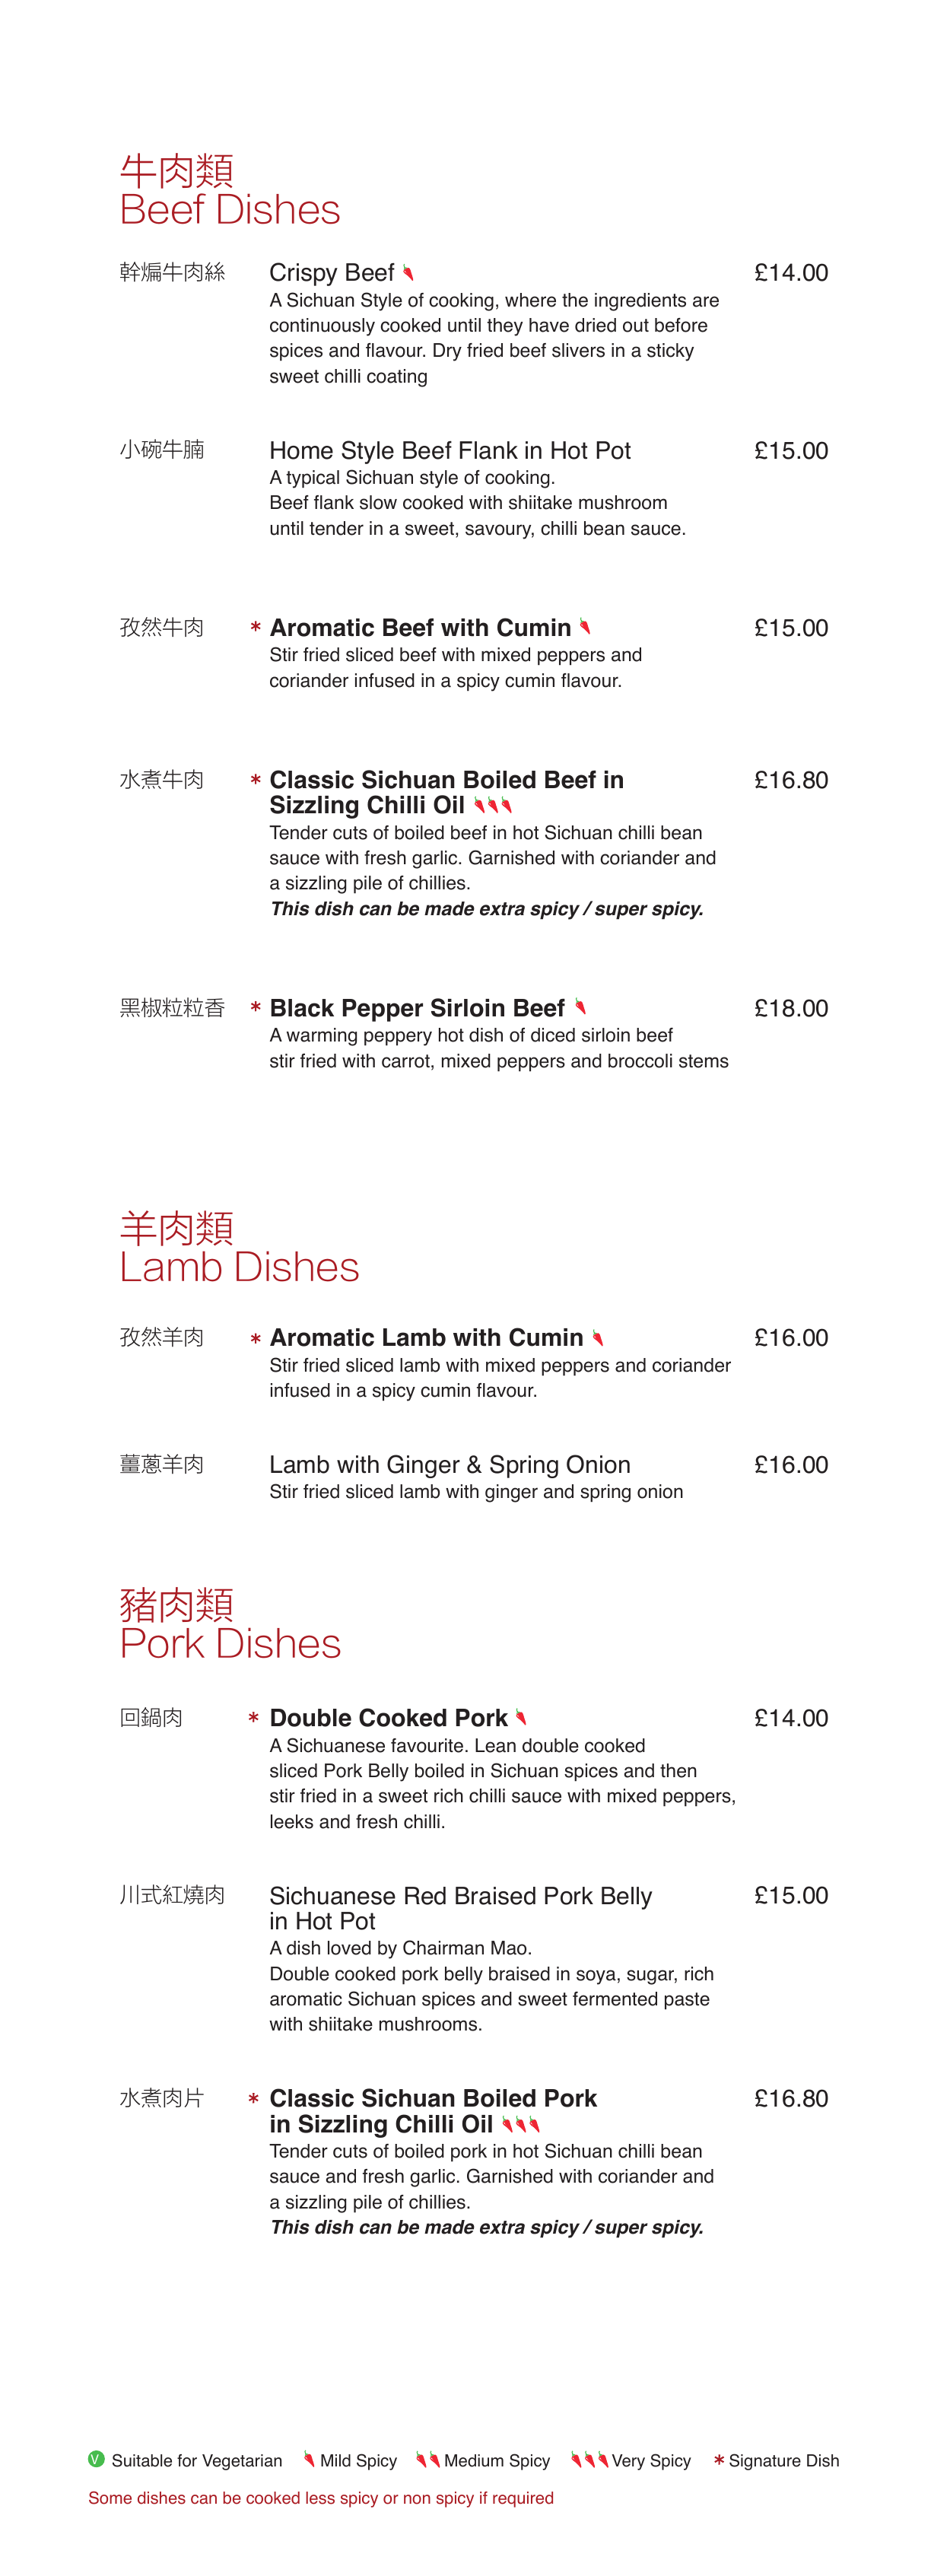 牛肉類
Beef Dishes
幹煸牛肉絲 Crispy Beef £14.00
A Sichuan Style of cooking, where the ingredients are
continuously cooked until they have dried out before
spices and flavour. Dry fried beef slivers in a sticky
sweet chilli coating
小碗牛腩 Home Style Beef Flank in Hot Pot £15.00
A typical Sichuan style of cooking.
Beef flank slow cooked with shiitake mushroom
until tender in a sweet, savoury, chilli bean sauce.
孜然牛肉 * Aromatic Beef with Cumin £15.00
Stir fried sliced beef with mixed peppers and
coriander infused in a spicy cumin flavour.
水煮牛肉 * Classic Sichuan Boiled Beef in £16.80
Sizzling Chilli Oil
Tender cuts of boiled beef in hot Sichuan chilli bean
sauce with fresh garlic. Garnished with coriander and
a sizzling pile of chillies.
This dish can be made extra spicy / super spicy.
黑椒粒粒香 * Black Pepper Sirloin Beef £18.00
A warming peppery hot dish of diced sirloin beef
stir fried with carrot, mixed peppers and broccoli stems
羊肉類
Lamb Dishes
孜然羊肉 * Aromatic Lamb with Cumin £16.00
Stir fried sliced lamb with mixed peppers and coriander
infused in a spicy cumin flavour.
薑蔥羊肉 Lamb with Ginger & Spring Onion £16.00
Stir fried sliced lamb with ginger and spring onion
豬肉類
Pork Dishes
回鍋肉 * Double Cooked Pork £14.00
A Sichuanese favourite. Lean double cooked
sliced Pork Belly boiled in Sichuan spices and then
stir fried in a sweet rich chilli sauce with mixed peppers,
leeks and fresh chilli.
川式紅燒肉 Sichuanese Red Braised Pork Belly £15.00
in Hot Pot
A dish loved by Chairman Mao.
Double cooked pork belly braised in soya, sugar, rich
aromatic Sichuan spices and sweet fermented paste
with shiitake mushrooms.
水煮肉片 * Classic Sichuan Boiled Pork £16.80
in Sizzling Chilli Oil
Tender cuts of boiled pork in hot Sichuan chilli bean
sauce and fresh garlic. Garnished with coriander and
a sizzling pile of chillies.
This dish can be made extra spicy / super spicy.
V Suitable for Vegetarian Mild Spicy Medium Spicy Very Spicy * Signature Dish
Some dishes can be cooked less spicy or non spicy if required